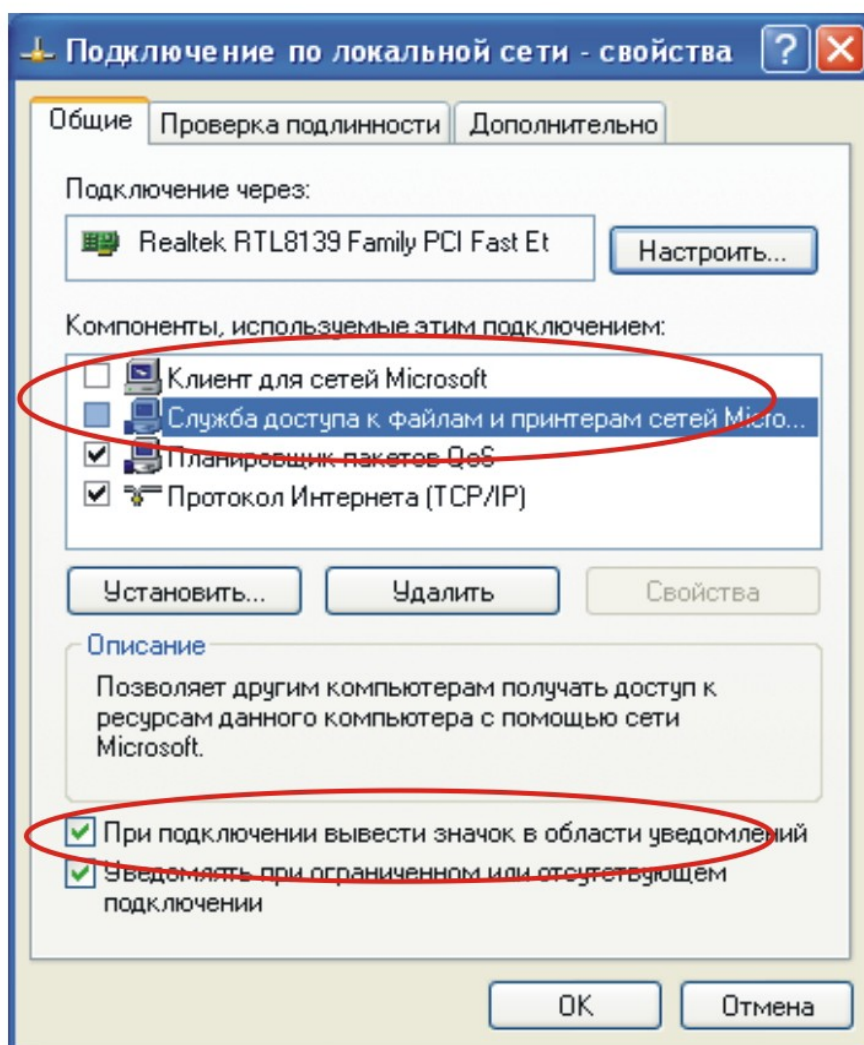 Подключение по локальной сети - свойства
Общие Проверка подлинности Дополнительно
Подключение через:
Realtek RTL8139 Family PCI Fast Et Настроить...
Компоненты, используемые этим подключением:
Клиент для сетей Microsoft
Служба доступа к файлам и принтерам сетей Micro...
Планировщик пакетов QoS
Протокол Интернета (TCP/IP)
Установить... Удалить Свойства
Описание
Позволяет другим компьютерам получать доступ к
ресурсам данного компьютера с помощью сети
Microsoft.
При подключении вывести значок в области уведомлений
Уведомлять при ограниченном или отсутствующем
подключении
OK Отмена